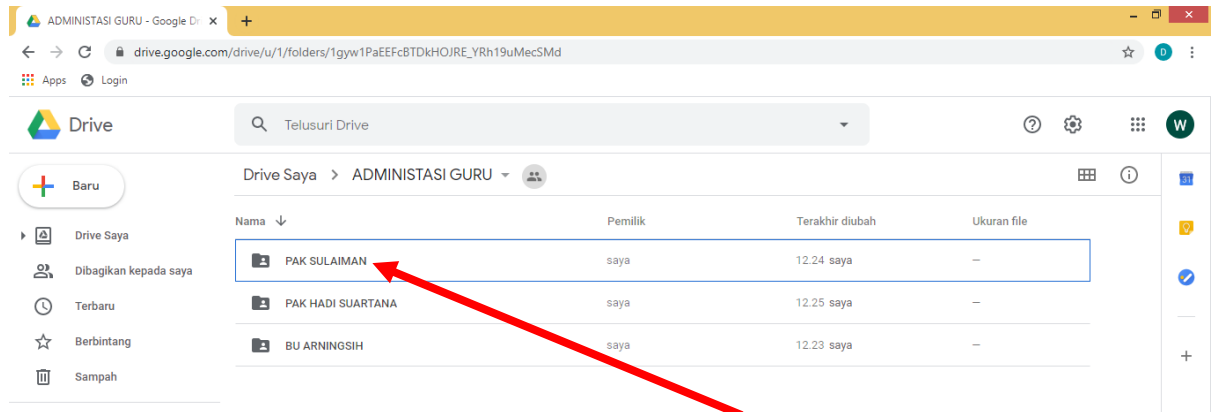 ADMINISTASI GURU - Google Dr
drive.google.com/drive/u/1/folders/1gyw1PaEEFcBTDkHOJRE_YRh19uMecSMd
D
Apps Login
Drive Telusuri Drive W
Baru Drive Saya > ADMINISTASI GURU
31
Nama Pemilik Terakhir diubah Ukuran file
Drive Saya
PAK SULAIMAN saya 12.24 saya –
Dibagikan kepada saya
PAK HADI SUARTANA saya 12.25 saya –
Terbaru
Berbintang
BU ARNINGSIH saya 12.23 saya –
Sampah